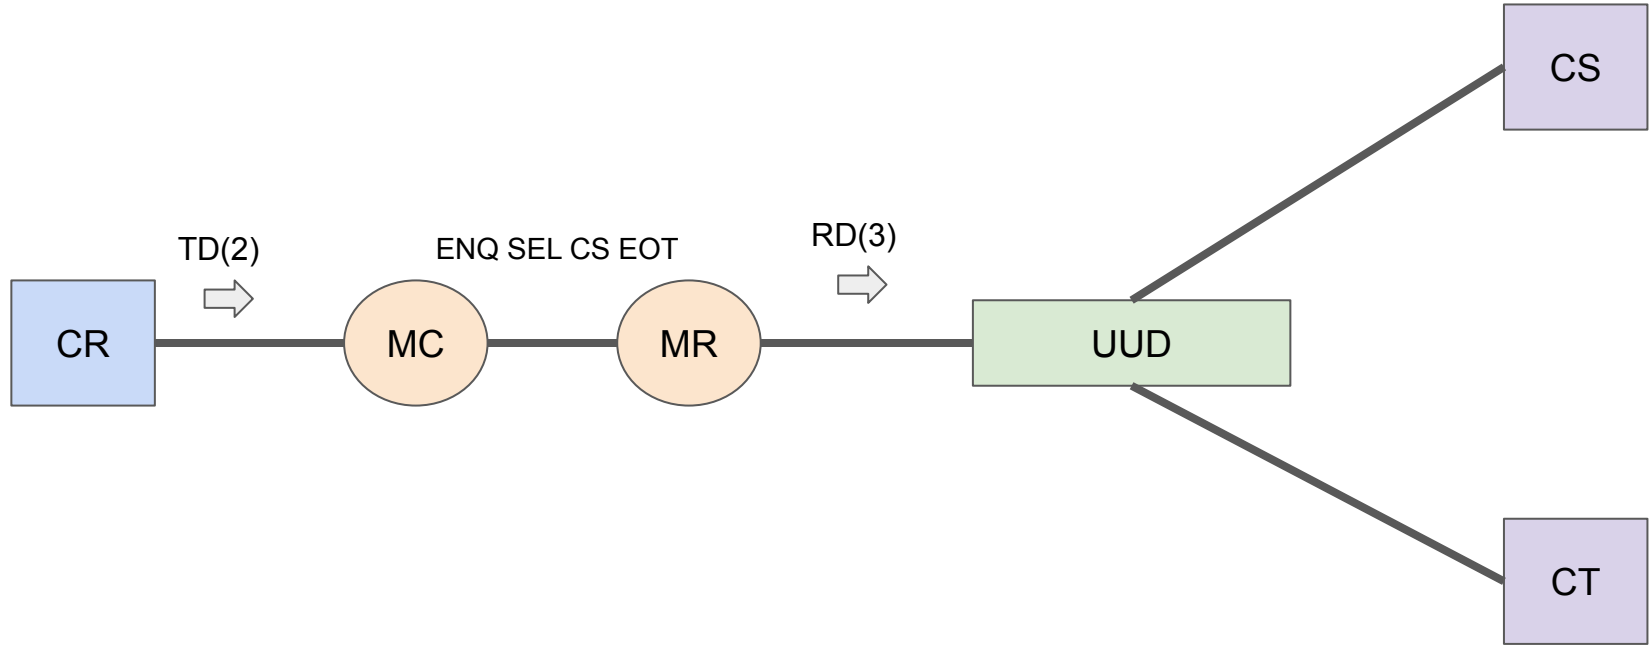 CS
TD(2)
ENQ SEL CS EOT
RD(3)
CR
MC
MR
UUD
CT